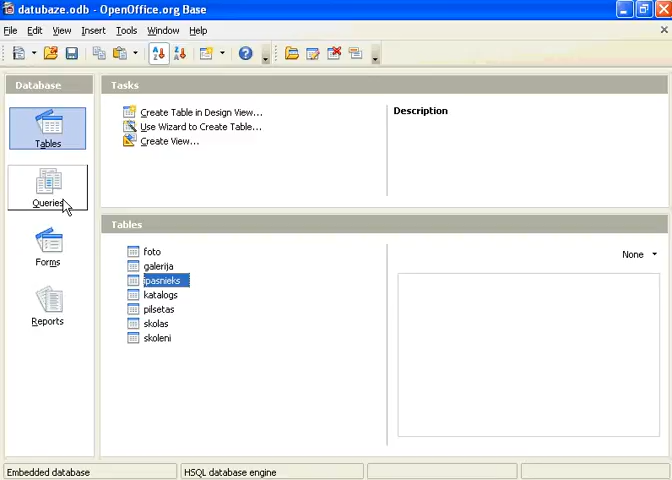 datubaze.odb - OpenOffice.org Base
File Edit View Insert Tools Window Help
Database
Tables
Queries
Forms
Reports
Tasks
Create Table in Design View...
Use Wizard to Create Table...
Create View...
Description
Tables
foto
galerija
ipasnieks
katalogs
pilsetas
skolas
skoleni
None
Embedded database
HSQL database engine